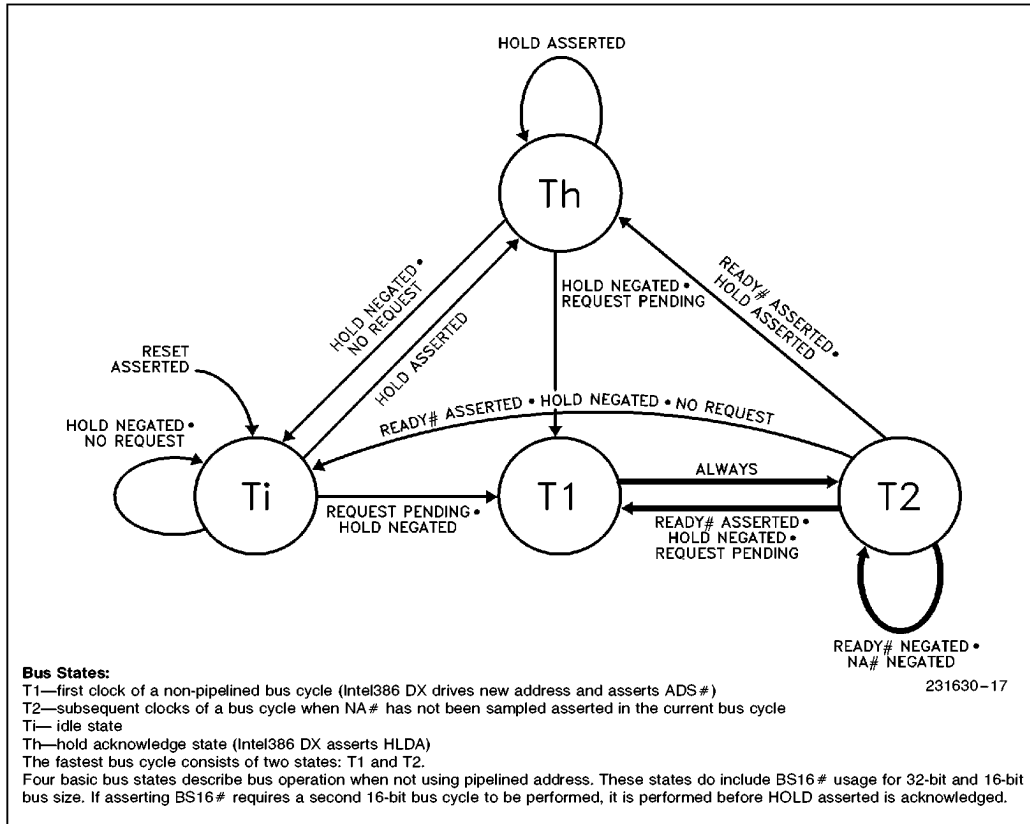 HOLD ASSERTED
Th
HOLD NEGATED •
NO REQUEST
HOLD ASSERTED
HOLD NEGATED •
REQUEST PENDING
READY# ASSERTED •
HOLD ASSERTED
RESET
ASSERTED
HOLD NEGATED •
NO REQUEST
READY# ASSERTED • HOLD NEGATED • NO REQUEST
Ti
REQUEST PENDING •
HOLD NEGATED
T1
ALWAYS
READY# ASSERTED •
HOLD NEGATED •
REQUEST PENDING
T2
READY# NEGATED •
NA# NEGATED
231630–17
Bus States:
T1—first clock of a non-pipelined bus cycle (Intel386 DX drives new address and asserts ADS#)
T2—subsequent clocks of a bus cycle when NA# has not been sampled asserted in the current bus cycle
Ti— idle state
Th—hold acknowledge state (Intel386 DX asserts HLDA)
The fastest bus cycle consists of two states: T1 and T2.
Four basic bus states describe bus operation when not using pipelined address. These states do include BS16# usage for 32-bit and 16-bit
bus size. If asserting BS16# requires a second 16-bit bus cycle to be performed, it is performed before HOLD asserted is acknowledged.